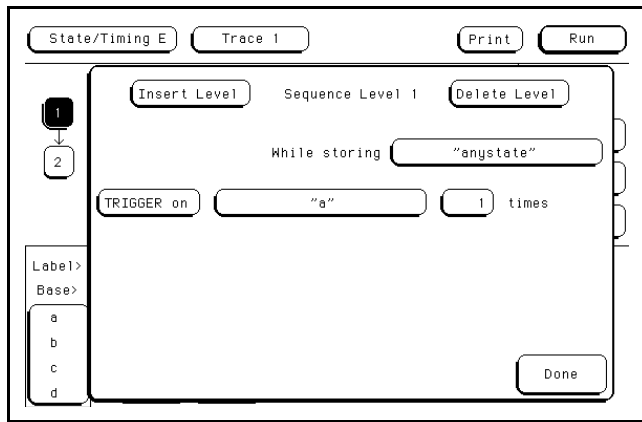 State/Timing E Trace 1 Print Run
Insert Level Sequence Level 1 Delete Level
1
While storing "anystate"
2
TRIGGER on "a" 1 times
Label>
Base>
a
b
c
d
Done